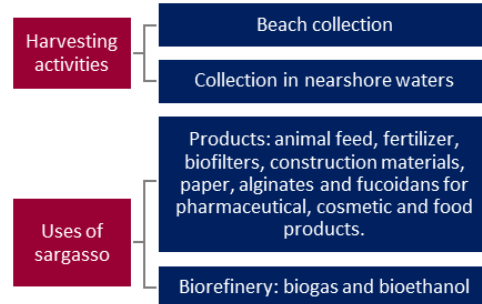 Harvesting
activities
Beach collection
Collection in nearshore waters
Uses of
sargasso
Products: animal feed, fertilizer,
biofilters, construction materials,
paper, alginates and fucoidans for
pharmaceutical, cosmetic and food
products.
Biorefinery: biogas and bioethanol